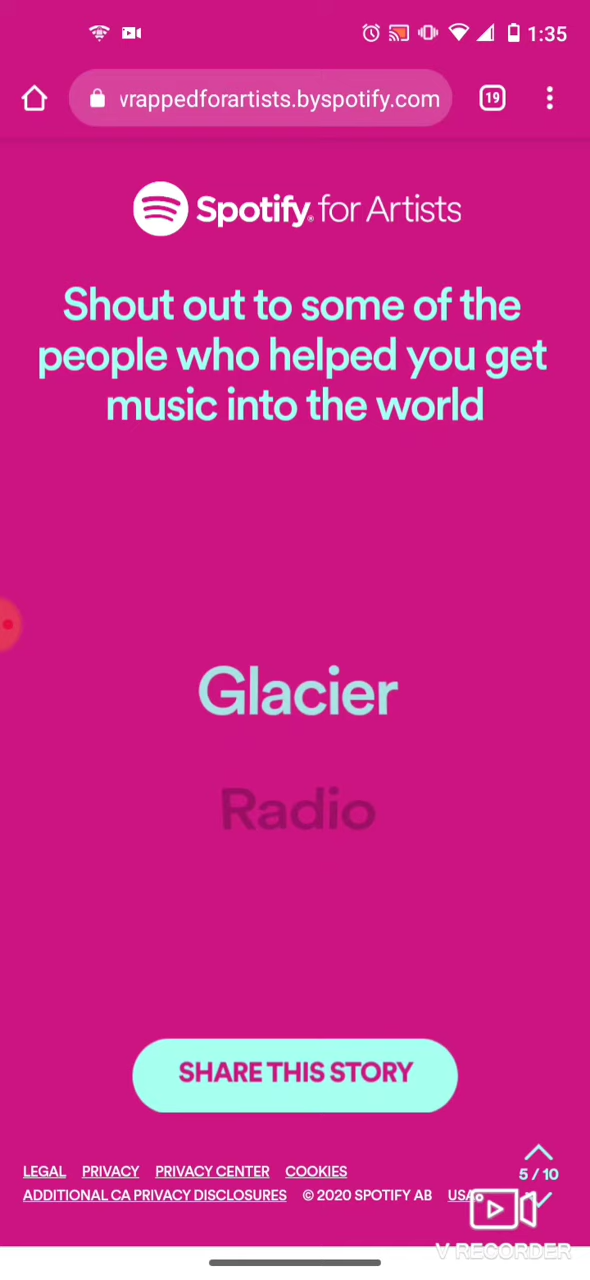 1:35
vrappedforartists.byspotify.com
19
Spotify® for Artists
Shout out to some of the
people who helped you get
music into the world
Glacier
Radio
SHARE THIS STORY
LEGAL PRIVACY PRIVACY CENTER COOKIES
5 / 10
ADDITIONAL CA PRIVACY DISCLOSURES © 2020 SPOTIFY AB USA
V RECORDER